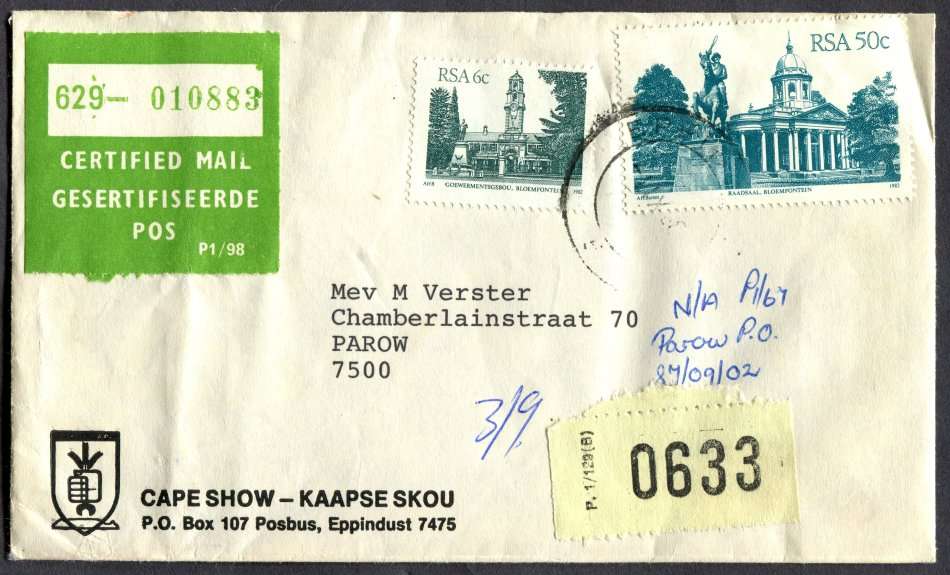 629- 010883
CERTIFIED MAIL
GESERTIFISEERDE
POS
P1/98
RSA 6c
GOEWERMENTSGEBOU, BLOEMFONTEIN
1982
RSA 50c
RAADSAAL, BLOEMFONTEIN
1982
Mev M Verster
Chamberlainstraat 70
PAROW
7500
N/A P1/67
Parow P.O.
87/09/02
3/9.
P. 1/129(B)
0633
CAPE SHOW – KAAPSE SKOU
P.O. Box 107 Posbus, Eppindust 7475